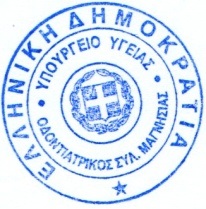 ΕΛΛΗΝΙΚΗ ΔΗΜΟΚΡΑΤΙΑ
ΥΠΟΥΡΓΕΙΟ ΥΓΕΙΑΣ
ΟΔΟΝΤΙΑΤΡΙΚΟΣ ΣΥΛ. ΜΑΓΝΗΣΙΑΣ